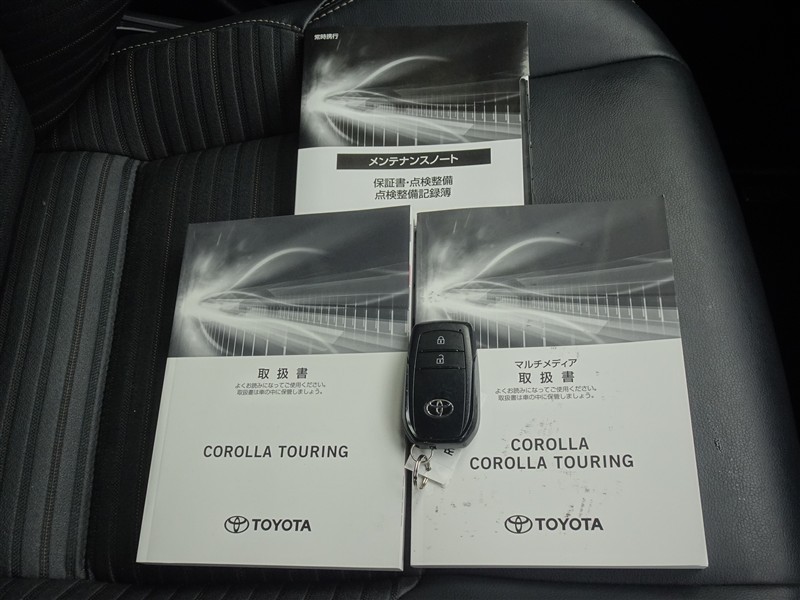 常時携行
メンテナンスノート
保証書・点検整備
点検整備記録簿
取扱書
よくお読みになってご使用ください。
取扱書は車の中に保管しましょう。
COROLLA TOURING
TOYOTA
マルチメディア
取扱書
よくお読みになってご使用ください。
取扱書は車の中に保管しましょう。
COROLLA
COROLLA TOURING
TOYOTA